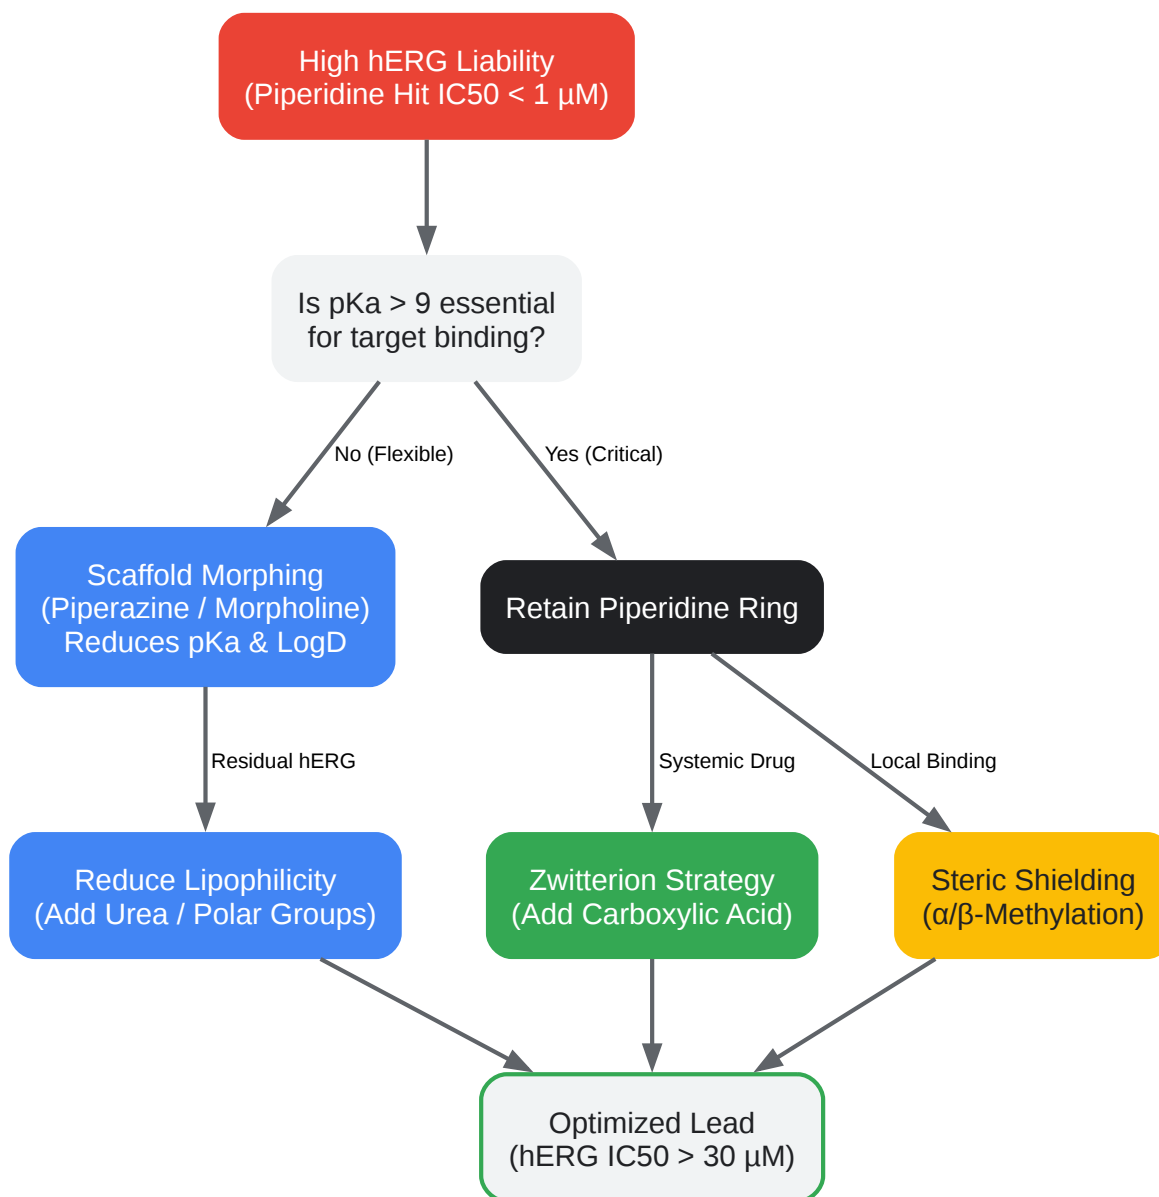 High hERG Liability
(Piperidine Hit IC50 < 1 µM)
Is pKa > 9 essential
for target binding?
No (Flexible)
Yes (Critical)
Scaffold Morphing
(Piperazine / Morpholine)
Reduces pKa & LogD
Retain Piperidine Ring
Residual hERG
Systemic Drug
Local Binding
Reduce Lipophilicity
(Add Urea / Polar Groups)
Zwitterion Strategy
(Add Carboxylic Acid)
Steric Shielding
(α/β-Methylation)
Optimized Lead
(hERG IC50 > 30 µM)